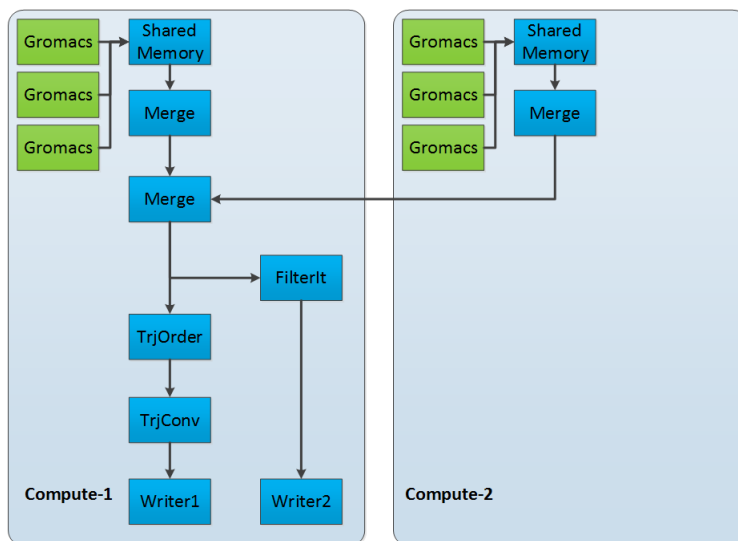 Gromacs
Gromacs
Gromacs
Shared
Memory
Merge
Merge
FilterIt
TrjOrder
TrjConv
Writer1
Writer2
Compute-1
Gromacs
Gromacs
Gromacs
Shared
Memory
Merge
Compute-2